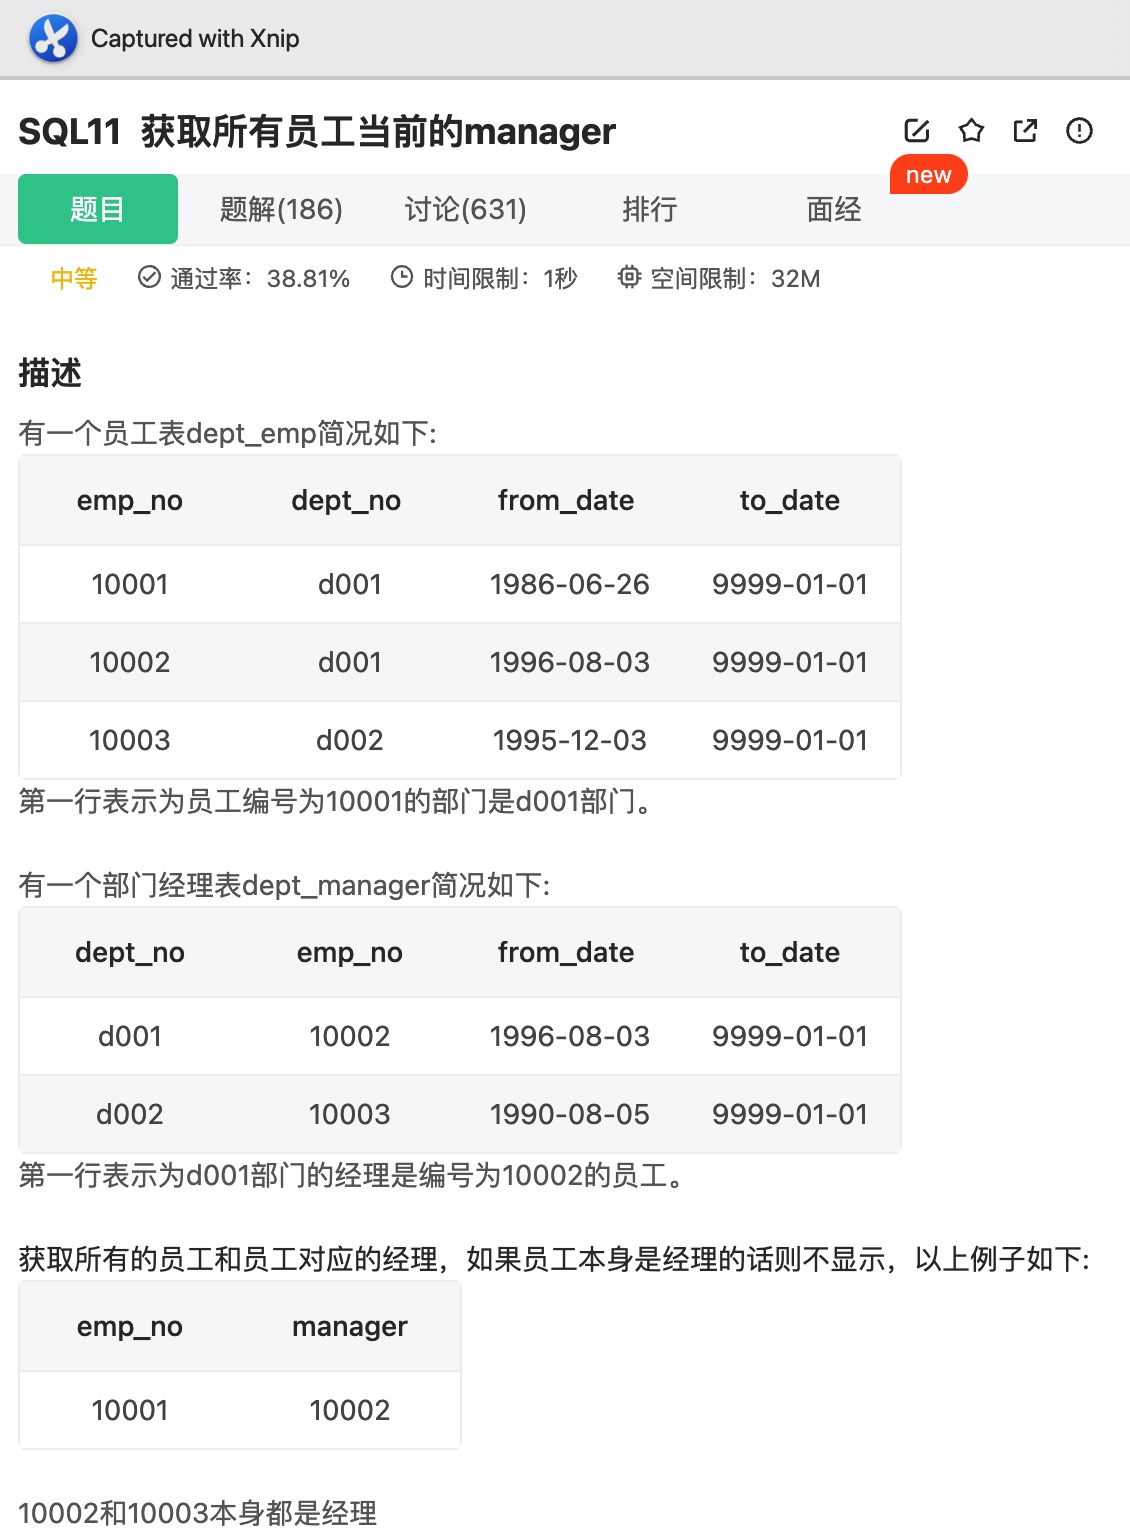 Captured with Xnip
SQL11 获取所有员工当前的manager
new
题目 题解(186) 讨论(631) 排行 面经
中等 通过率：38.81% 时间限制：1秒 空间限制：32M
描述
有一个员工表dept_emp简况如下:
emp_no dept_no from_date to_date
10001 d001 1986-06-26 9999-01-01
10002 d001 1996-08-03 9999-01-01
10003 d002 1995-12-03 9999-01-01
第一行表示为员工编号为10001的部门是d001部门。
有一个部门经理表dept_manager简况如下:
dept_no emp_no from_date to_date
d001 10002 1996-08-03 9999-01-01
d002 10003 1990-08-05 9999-01-01
第一行表示为d001部门的经理是编号为10002的员工。
获取所有的员工和员工对应的经理，如果员工本身是经理的话则不显示，以上例子如下:
emp_no manager
10001 10002
10002和10003本身都是经理